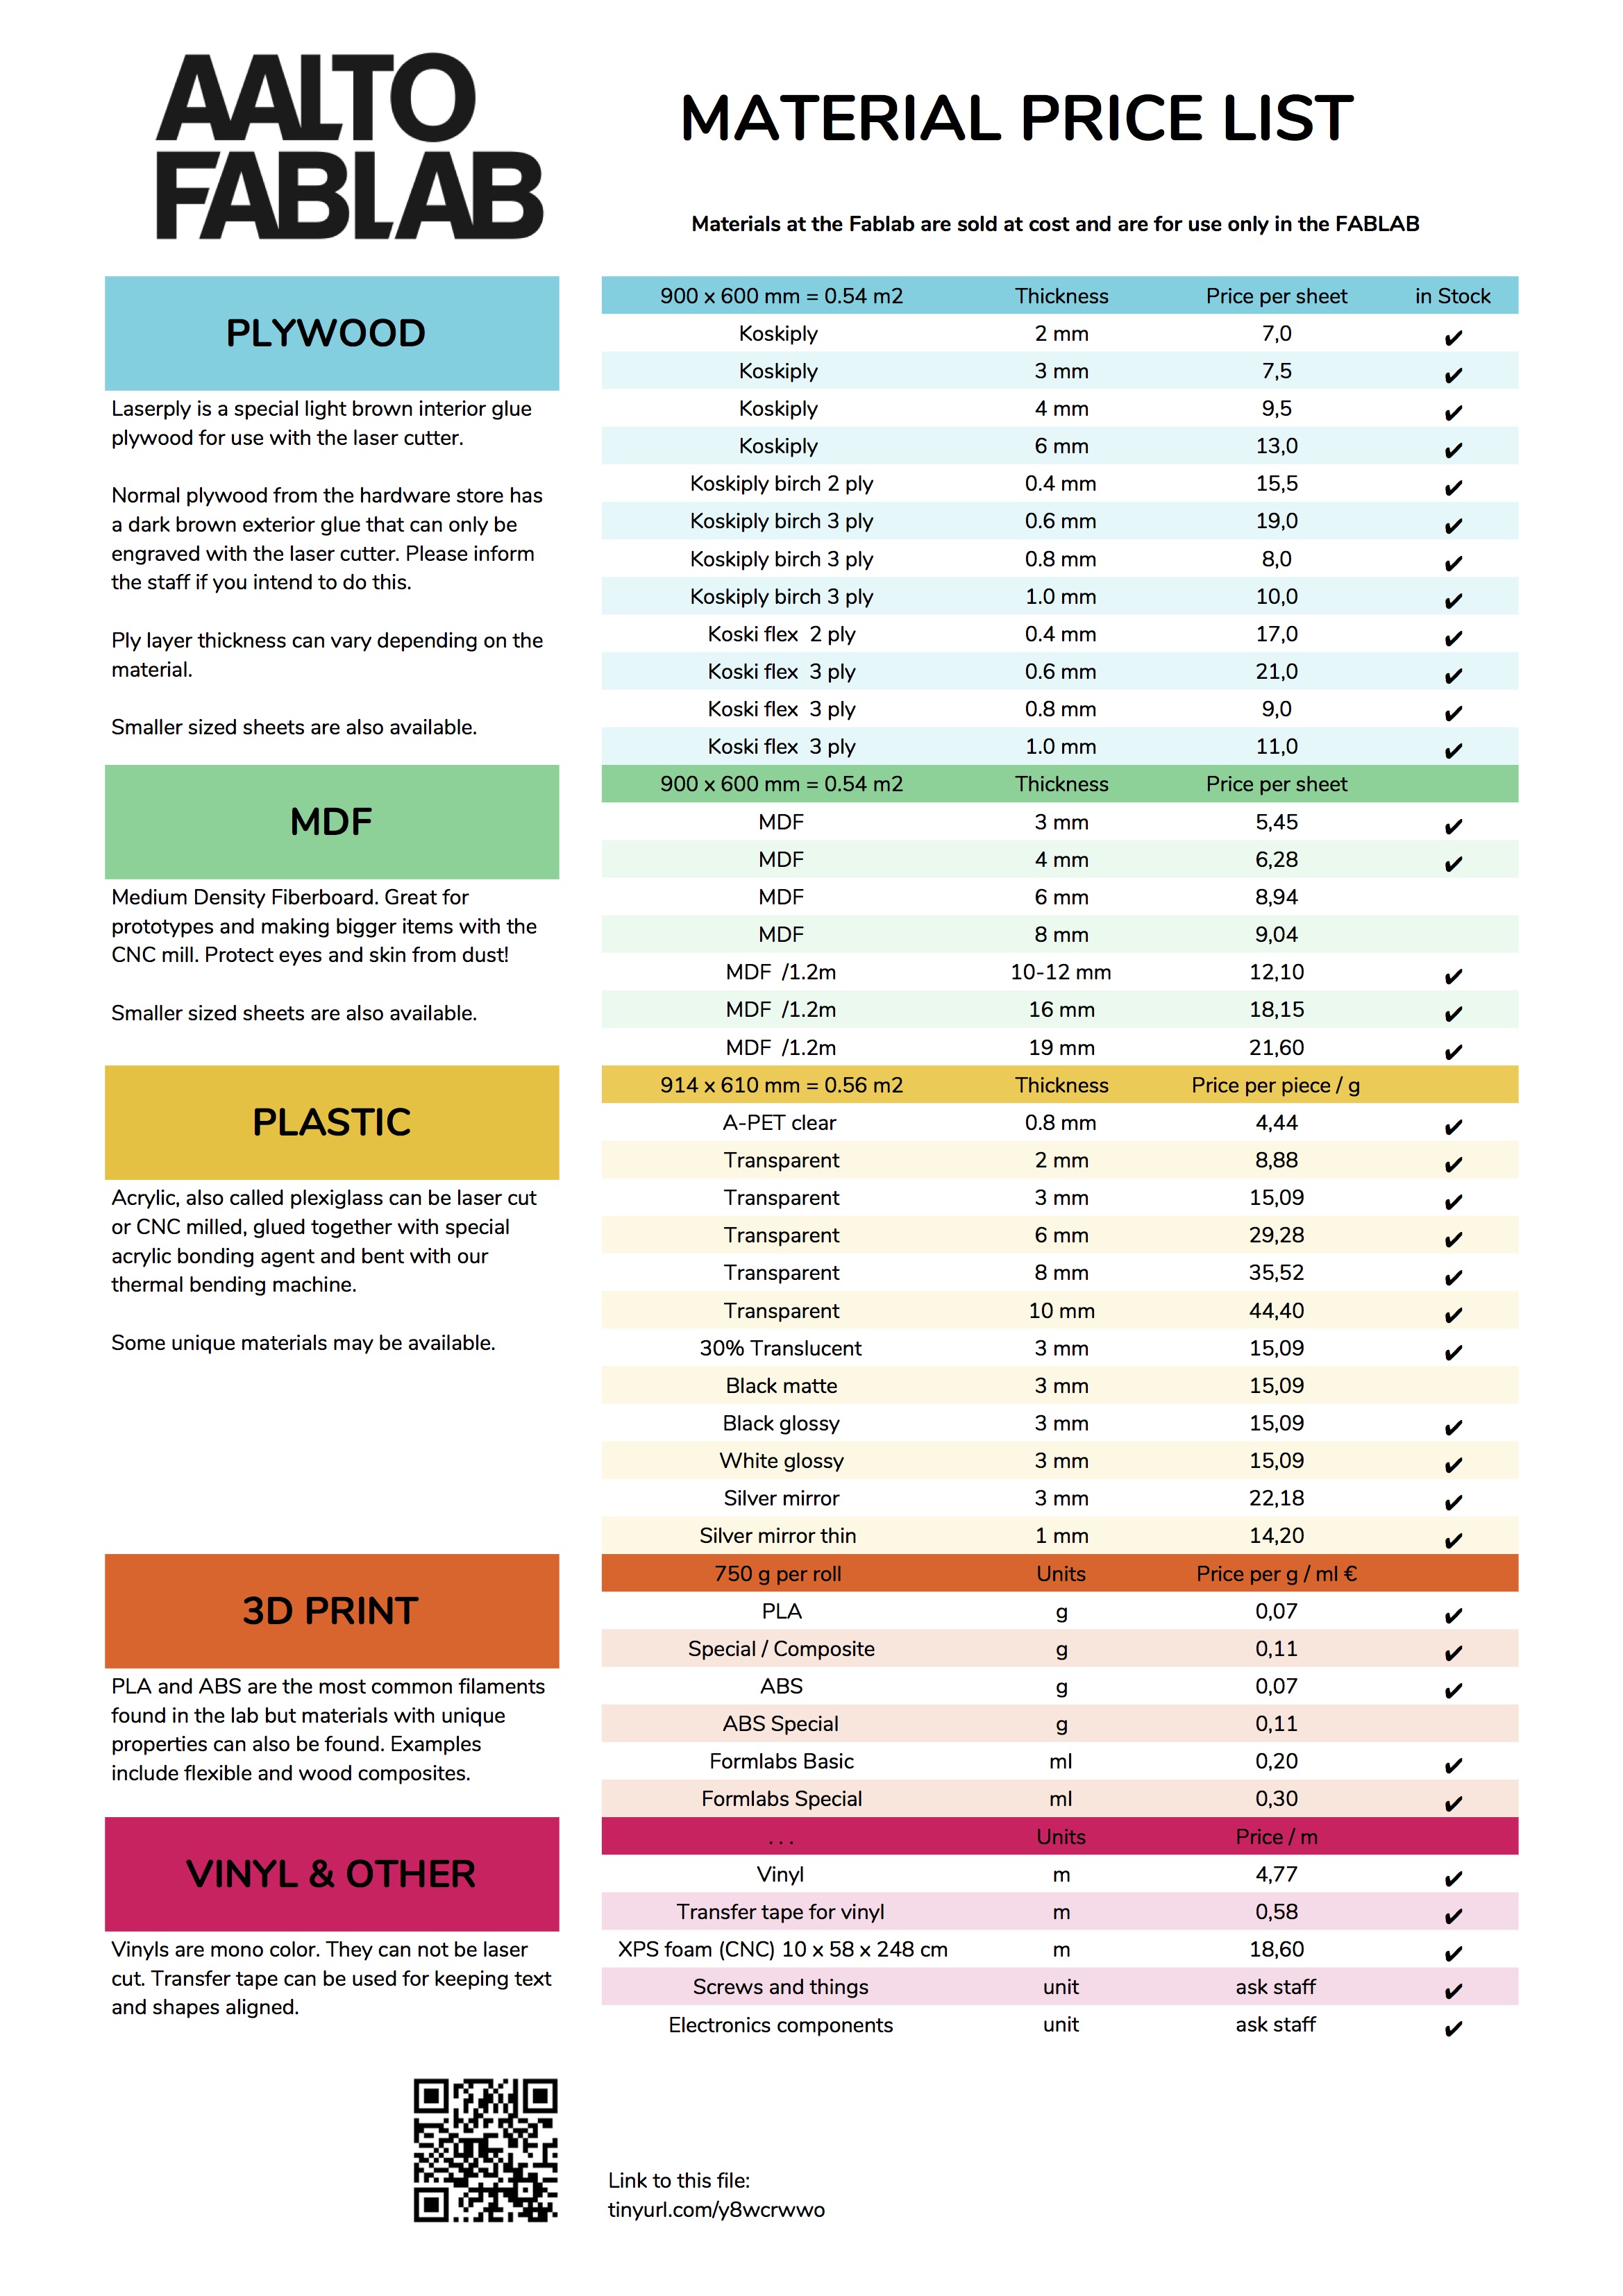 AALTO
FABLAB
MATERIAL PRICE LIST
Materials at the Fablab are sold at cost and are for use only in the FABLAB
PLYWOOD
Laserply is a special light brown interior glue
plywood for use with the laser cutter.
Normal plywood from the hardware store has
a dark brown exterior glue that can only be
engraved with the laser cutter. Please inform
the staff if you intend to do this.
Ply layer thickness can vary depending on the
material.
Smaller sized sheets are also available.
900 x 600 mm = 0.54 m2 Thickness Price per sheet in Stock
Koskiply 2 mm 7,0 ✔
Koskiply 3 mm 7,5 ✔
Koskiply 4 mm 9,5 ✔
Koskiply 6 mm 13,0 ✔
Koskiply birch 2 ply 0.4 mm 15,5 ✔
Koskiply birch 3 ply 0.6 mm 19,0 ✔
Koskiply birch 3 ply 0.8 mm 8,0 ✔
Koskiply birch 3 ply 1.0 mm 10,0 ✔
Koski flex 2 ply 0.4 mm 17,0 ✔
Koski flex 3 ply 0.6 mm 21,0 ✔
Koski flex 3 ply 0.8 mm 9,0 ✔
Koski flex 3 ply 1.0 mm 11,0 ✔
MDF
Medium Density Fiberboard. Great for
prototypes and making bigger items with the
CNC mill. Protect eyes and skin from dust!
Smaller sized sheets are also available.
900 x 600 mm = 0.54 m2 Thickness Price per sheet
MDF 3 mm 5,45 ✔
MDF 4 mm 6,28 ✔
MDF 6 mm 8,94
MDF 8 mm 9,04
MDF /1.2m 10-12 mm 12,10 ✔
MDF /1.2m 16 mm 18,15 ✔
MDF /1.2m 19 mm 21,60 ✔
PLASTIC
Acrylic, also called plexiglass can be laser cut
or CNC milled, glued together with special
acrylic bonding agent and bent with our
thermal bending machine.
Some unique materials may be available.
914 x 610 mm = 0.56 m2 Thickness Price per piece / g
A-PET clear 0.8 mm 4,44 ✔
Transparent 2 mm 8,88 ✔
Transparent 3 mm 15,09 ✔
Transparent 6 mm 29,28 ✔
Transparent 8 mm 35,52 ✔
Transparent 10 mm 44,40 ✔
30% Translucent 3 mm 15,09 ✔
Black matte 3 mm 15,09
Black glossy 3 mm 15,09 ✔
White glossy 3 mm 15,09 ✔
Silver mirror 3 mm 22,18 ✔
Silver mirror thin 1 mm 14,20 ✔
3D PRINT
PLA and ABS are the most common filaments
found in the lab but materials with unique
properties can also be found. Examples
include flexible and wood composites.
750 g per roll Units Price per g / ml €
PLA g 0,07 ✔
Special / Composite g 0,11 ✔
ABS g 0,07 ✔
ABS Special g 0,11
Formlabs Basic ml 0,20 ✔
Formlabs Special ml 0,30 ✔
VINYL & OTHER
Vinyls are mono color. They can not be laser
cut. Transfer tape can be used for keeping text
and shapes aligned.
. . . Units Price / m
Vinyl m 4,77 ✔
Transfer tape for vinyl m 0,58 ✔
XPS foam (CNC) 10 x 58 x 248 cm m 18,60 ✔
Screws and things unit ask staff ✔
Electronics components unit ask staff ✔
Link to this file:
tinyurl.com/y8wcrwwo